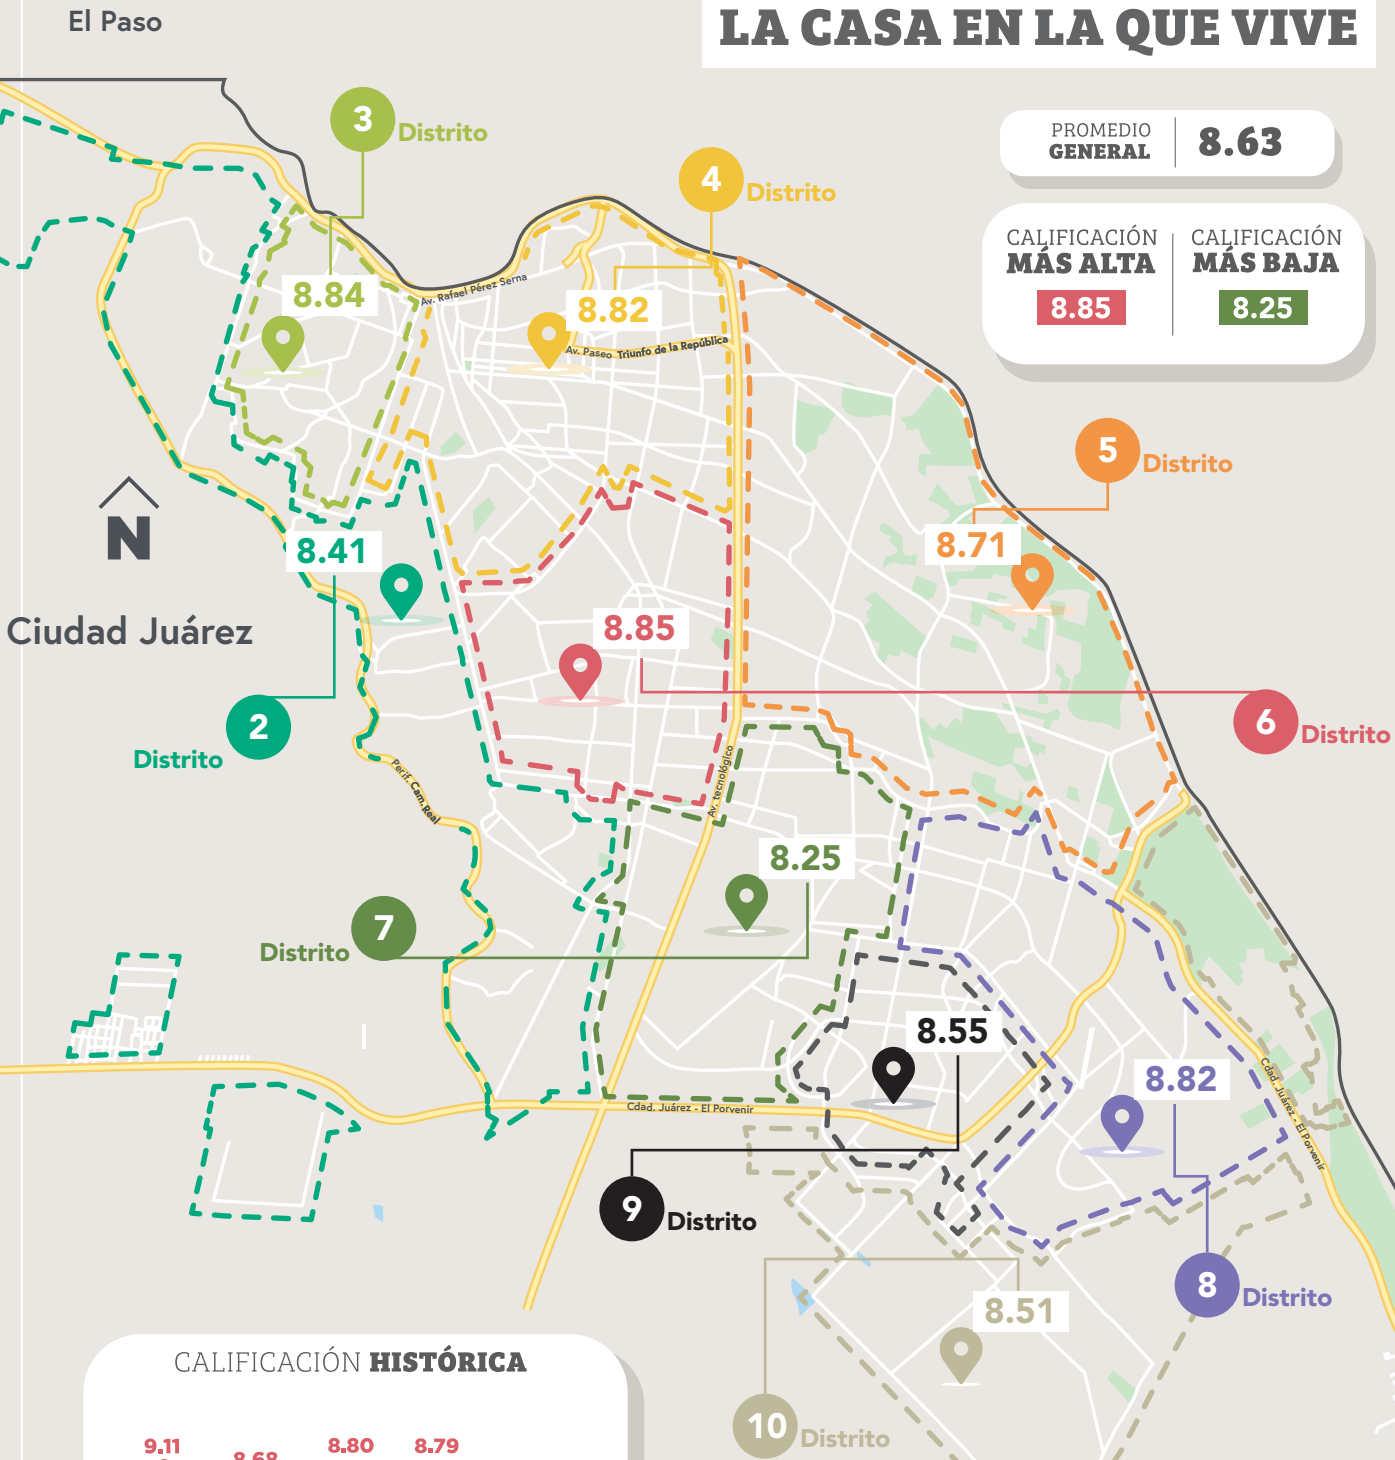 El Paso
LA CASA EN LA QUE VIVE
3
Distrito
PROMEDIO
GENERAL
8.63
4
Distrito
CALIFICACIÓN
MÁS ALTA
8.85
CALIFICACIÓN
MÁS BAJA
8.25
8.84
Av. Rafael Pérez Serna
8.82
Av. Paseo Triunfo de la República
5
Distrito
N
8.41
8.71
Ciudad Juárez
8.85
2
Distrito
6
Distrito
Perif. Cam. Real
Av. tecnológico
8.25
7
Distrito
8.55
8.82
Cdad. Juárez - El Porvenir
Cdad. Juárez - El Porvenir
9
Distrito
8
Distrito
8.51
CALIFICACIÓN HISTÓRICA
10
Distrito
9.11
8.68
8.80
8.79